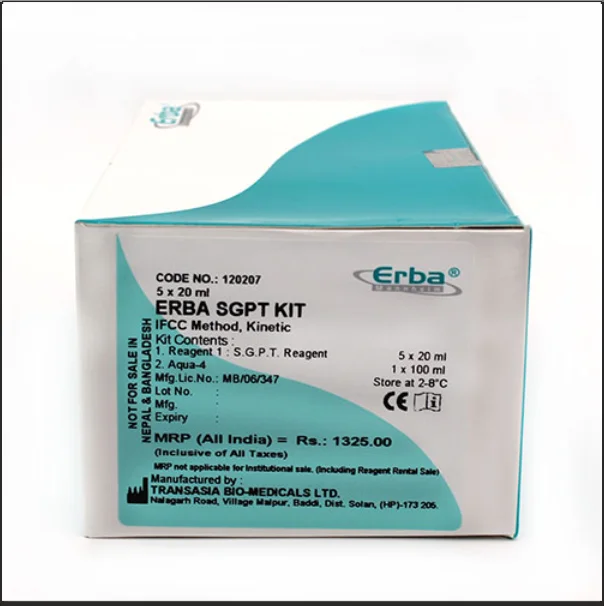 Erba
CODE NO.: 120207
5 x 20 ml
ERBA SGPT KIT
IFCC Method, Kinetic
Kit Contents :
1. Reagent 1 : S.G.P.T. Reagent 5 x 20 ml
2. Aqua-4 1 x 100 ml
Mfg.Lic.No.: MB/06/347 Store at 2-8°C
Lot No. :
Mfg. :
Expiry :
Erba®
Mannheim
CE i
NOT FOR SALE IN
NEPAL & BANGLADESH
MRP (All India) = Rs.: 1325.00
(Inclusive of All Taxes)
MRP not applicable for Institutional sale. (Including Reagent Rental Sale)
Manufactured by :
TRANSASIA BIO-MEDICALS LTD.
Nalagarh Road, Village Malpur, Baddi, Dist. Solan, (HP)-173 205.